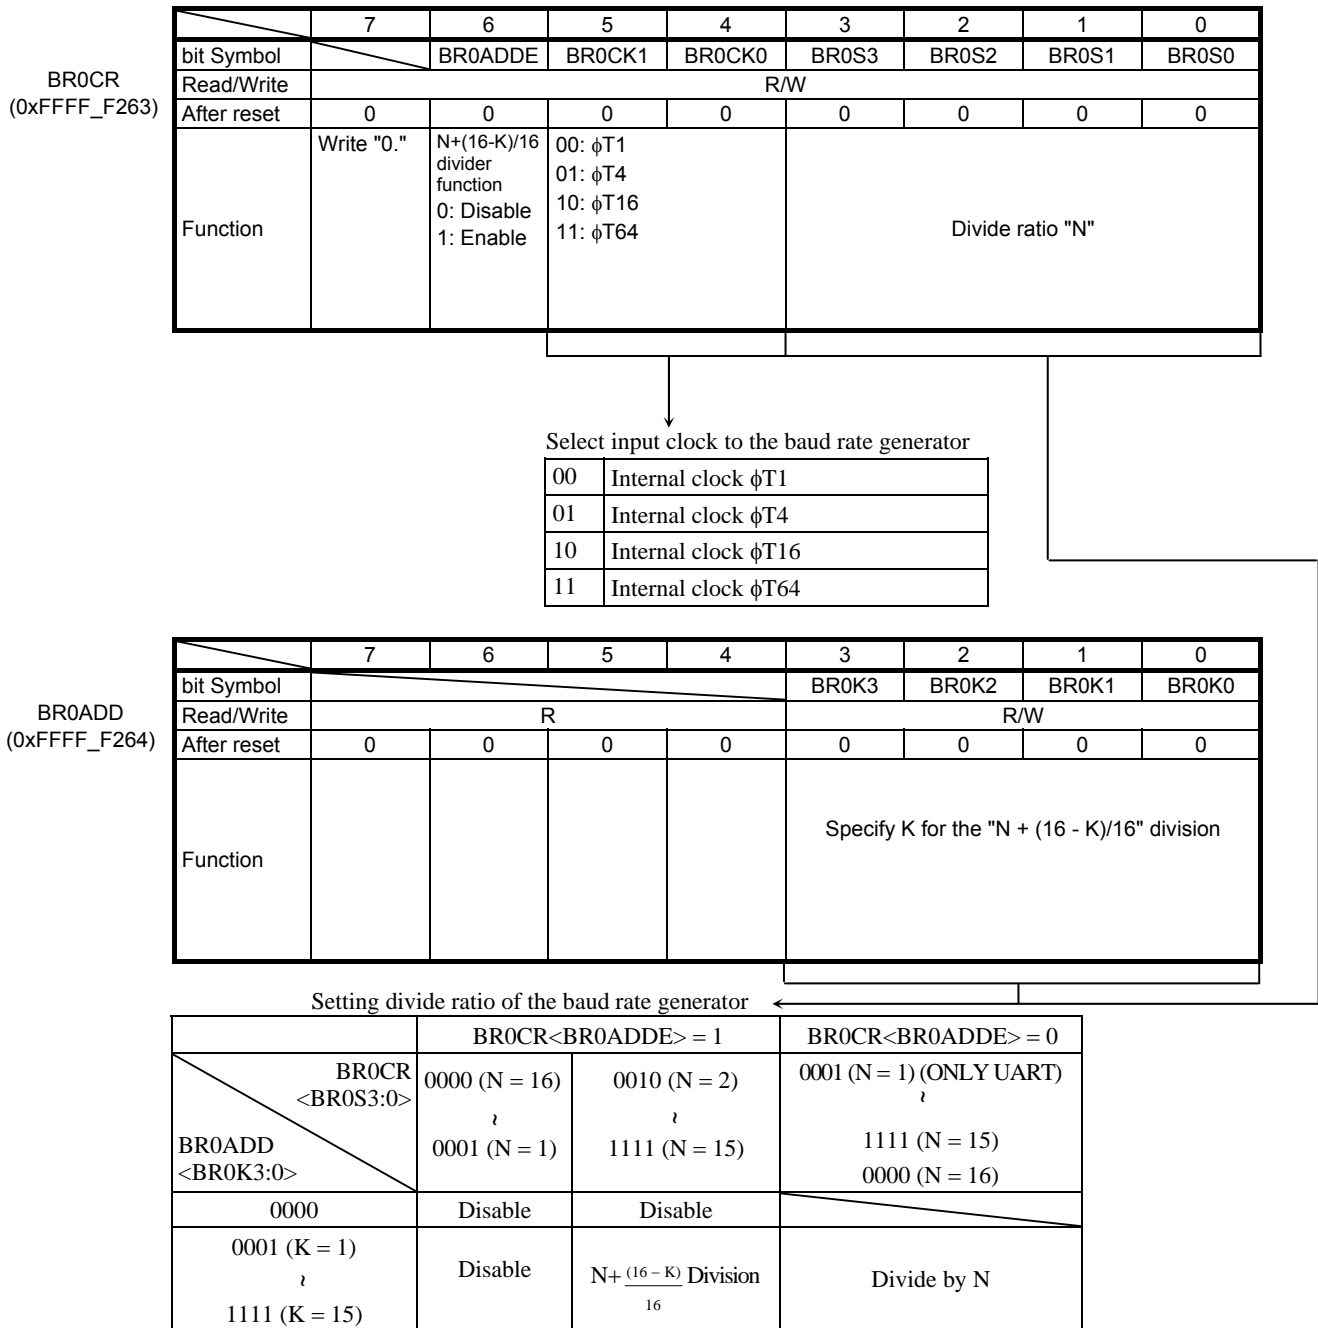 7 6 5 4 3 2 1 0
bit Symbol BR0ADDE BR0CK1 BR0CK0 BR0S3 BR0S2 BR0S1 BR0S0
BR0CR
(0xFFFF_F263)
Read/Write R/W
After reset 0 0 0 0 0 0 0 0
Function
Write "0."
N+(16-K)/16
divider
function
0: Disable
1: Enable
00: ϕT1
01: ϕT4
10: ϕT16
11: ϕT64
Divide ratio "N"
Select input clock to the baud rate generator
00 Internal clock ϕT1
01 Internal clock ϕT4
10 Internal clock ϕT16
11 Internal clock ϕT64
7 6 5 4 3 2 1 0
bit Symbol BR0K3 BR0K2 BR0K1 BR0K0
BR0ADD
(0xFFFF_F264)
Read/Write R R/W
After reset 0 0 0 0 0 0 0 0
Function
Specify K for the "N + (16 - K)/16" division
Setting divide ratio of the baud rate generator
BR0CR<BR0ADDE> = 1 BR0CR<BR0ADDE> = 0
BR0CR
<BR0S3:0>
BR0ADD
<BR0K3:0>
0000 (N = 16)
~
0001 (N = 1)
0010 (N = 2)
~
1111 (N = 15)
0001 (N = 1) (ONLY UART)
~
1111 (N = 15)
0000 (N = 16)
0000 Disable Disable
0001 (K = 1)
~
1111 (K = 15)
Disable
N+ (16 – K)/16 Division
Divide by N